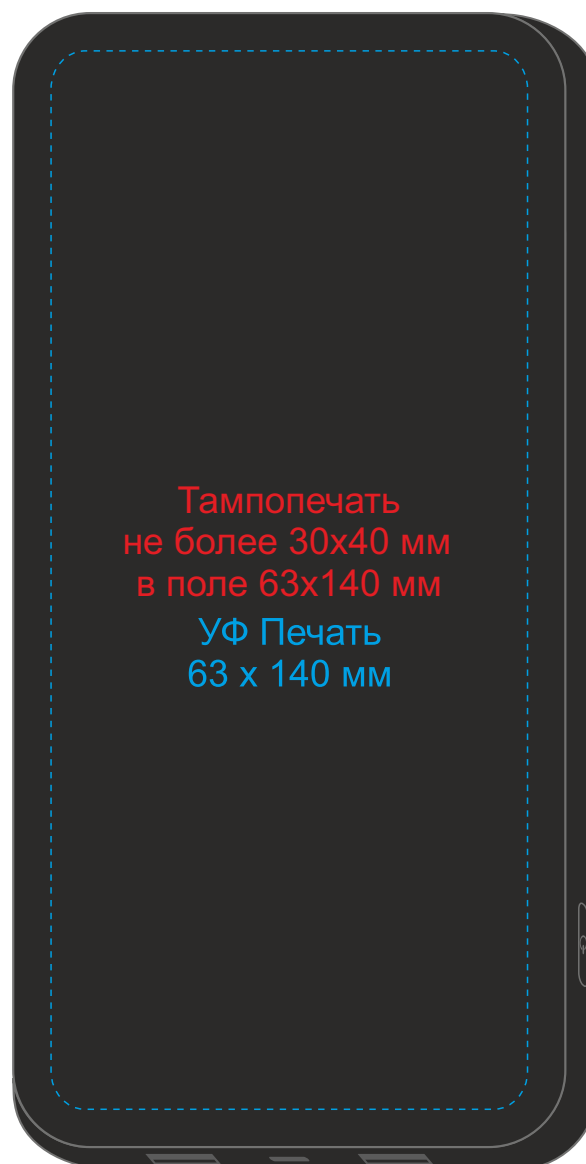 Тампопечать
не более 30х40 мм
в поле 63х140 мм
УФ Печать
63 х 140 мм